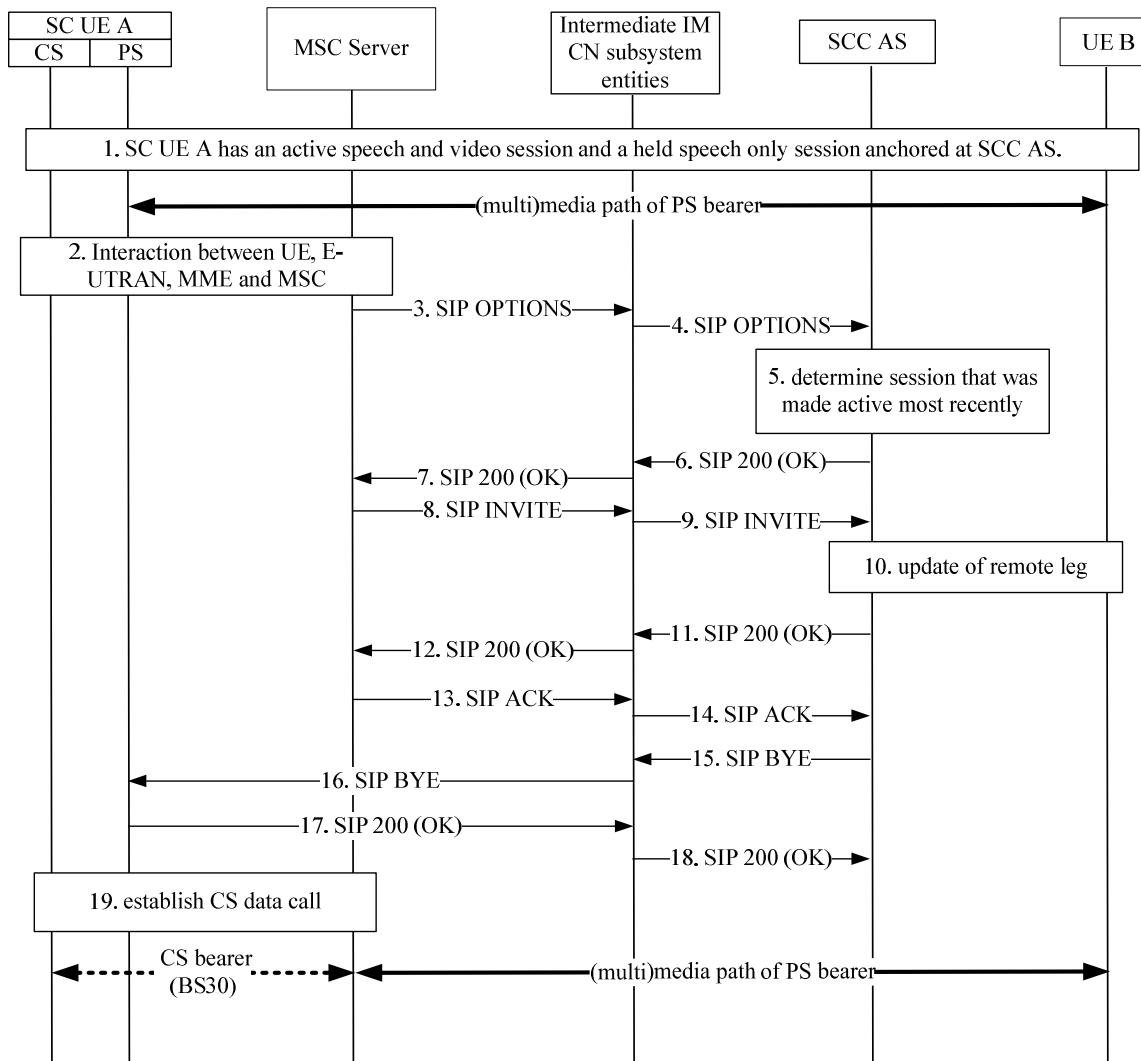 SC UE A
CS PS
MSC Server
Intermediate IM
CN subsystem
entities
SCC AS
UE B
1. SC UE A has an active speech and video session and a held speech only session anchored at SCC AS.
(multi)media path of PS bearer
2. Interaction between UE, E-
UTRAN, MME and MSC
3. SIP OPTIONS
4. SIP OPTIONS
5. determine session that was
made active most recently
6. SIP 200 (OK)
7. SIP 200 (OK)
8. SIP INVITE
9. SIP INVITE
10. update of remote leg
11. SIP 200 (OK)
12. SIP 200 (OK)
13. SIP ACK
14. SIP ACK
15. SIP BYE
16. SIP BYE
17. SIP 200 (OK)
18. SIP 200 (OK)
19. establish CS data call
CS bearer
(BS30)
(multi)media path of PS bearer